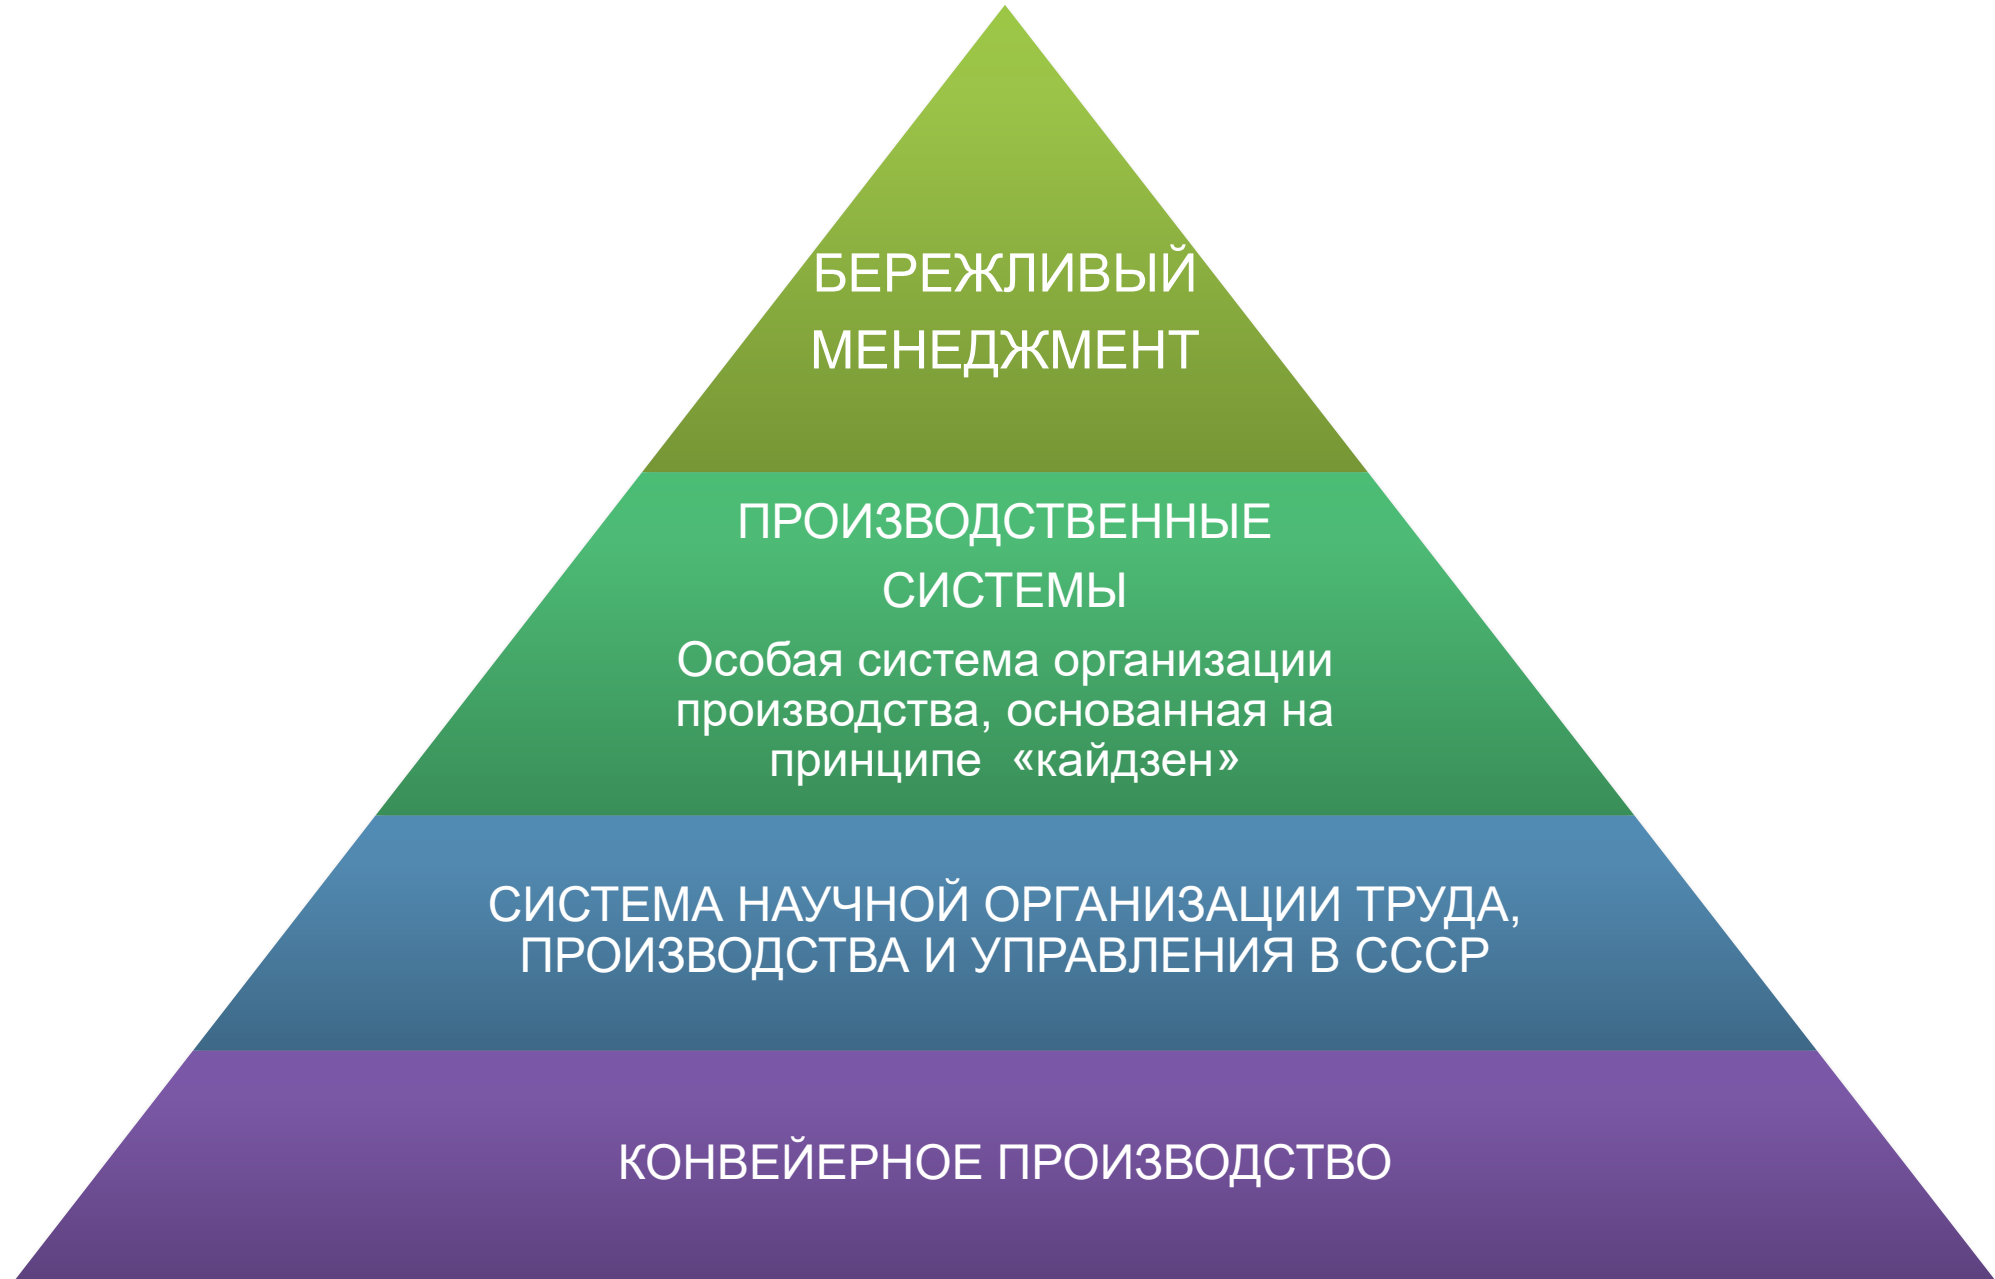 БЕРЕЖЛИВЫЙ
МЕНЕДЖМЕНТ
ПРОИЗВОДСТВЕННЫЕ
СИСТЕМЫ
Особая система организации
производства, основанная на
принципе «кайдзен»
СИСТЕМА НАУЧНОЙ ОРГАНИЗАЦИИ ТРУДА,
ПРОИЗВОДСТВА И УПРАВЛЕНИЯ В СССР
КОНВЕЙЕРНОЕ ПРОИЗВОДСТВО